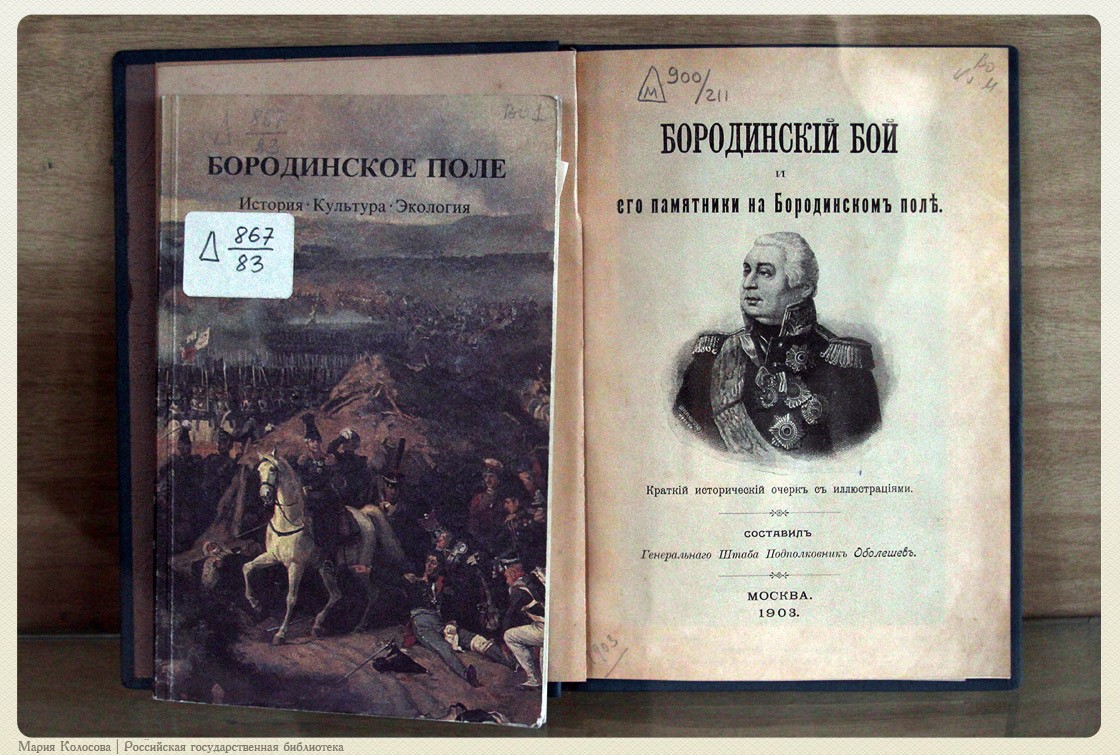 БОРОДИНСКОЕ ПОЛЕ
История · Культура · Экология
Д 867
83
М 900/211
БОРОДИНСКІЙ БОЙ
И
его памятники на Бородинскомъ полѣ.
Краткій историческій очеркъ съ иллюстраціями.
СОСТАВИЛЪ
Генеральнаго Штаба Подполковникъ Оболешевъ.
МОСКВА.
1903.
1903
Мария Колосова | Российская государственная библиотека